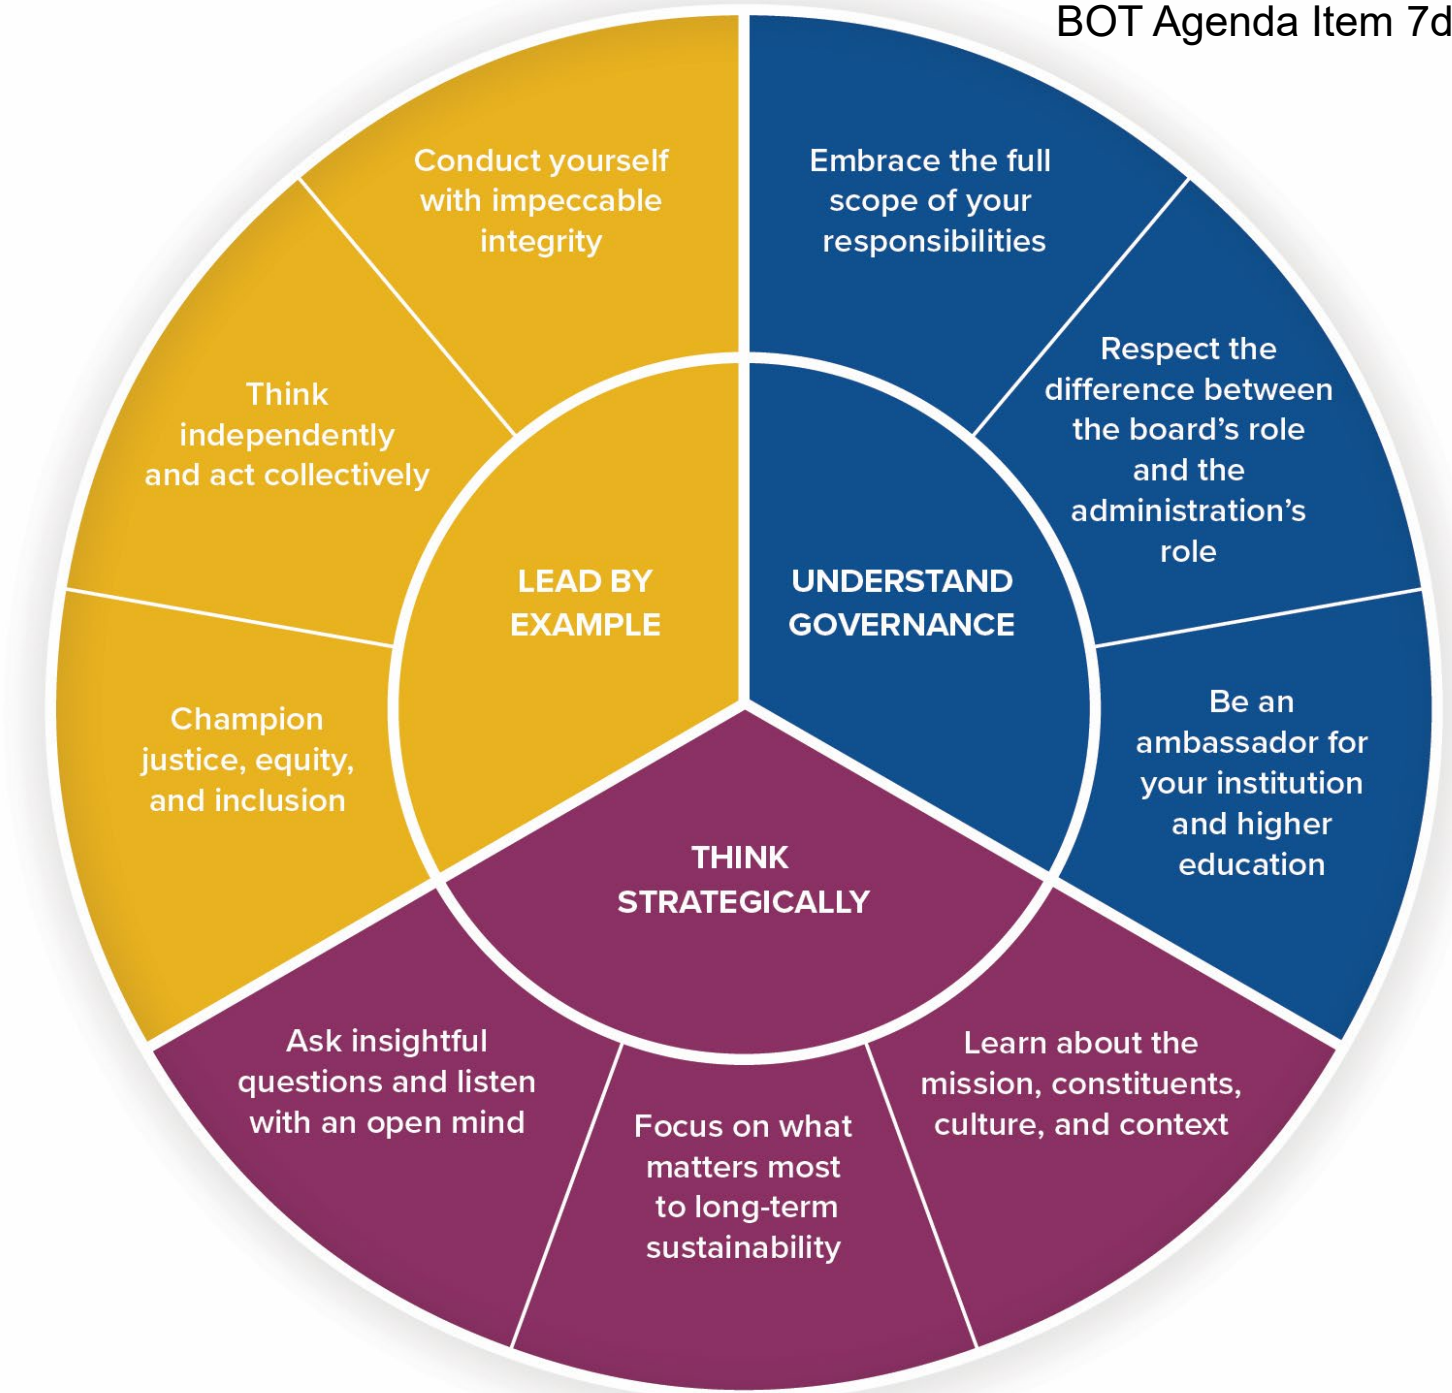 BOT Agenda Item 7d
Conduct yourself
with impeccable
integrity
Embrace the full
scope of your
responsibilities
Respect the
difference between
the board’s role
and the
administration’s
role
Think
independently
and act collectively
LEAD BY
EXAMPLE
UNDERSTAND
GOVERNANCE
Be an
ambassador for
your institution
and higher
education
Champion
justice, equity,
and inclusion
THINK
STRATEGICALLY
Ask insightful
questions and listen
with an open mind
Focus on what
matters most
to long-term
sustainability
Learn about the
mission, constituents,
culture, and context